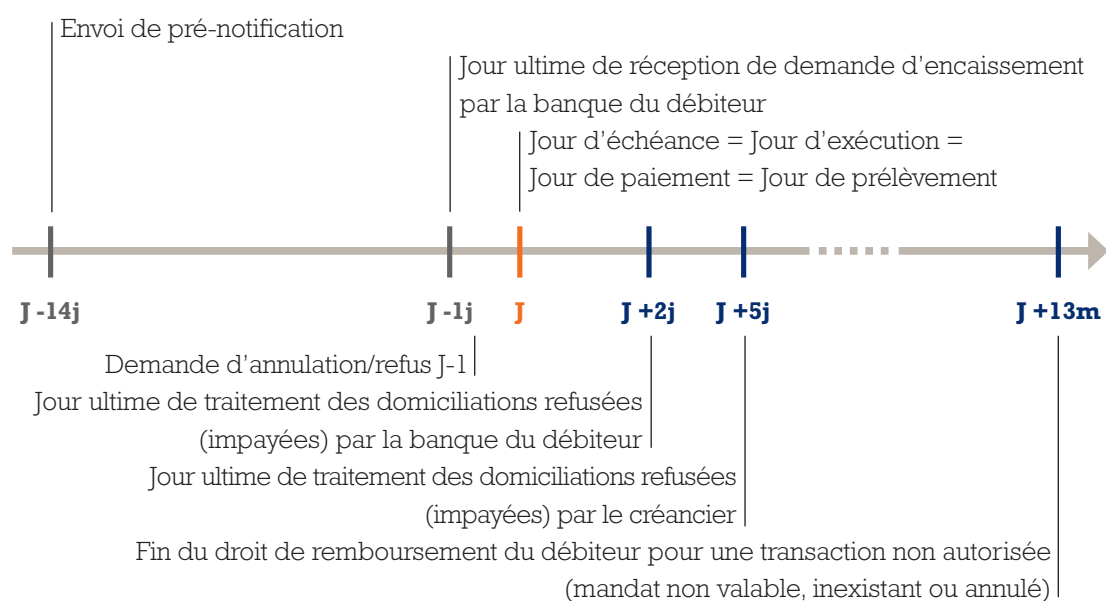 Envoi de pré-notification
Jour ultime de réception de demande d’encaissement
par la banque du débiteur
Jour d’échéance = Jour d’exécution =
Jour de paiement = Jour de prélèvement
J -14j J -1j J J +2j J +5j J +13m
Demande d’annulation/refus J-1
Jour ultime de traitement des domiciliations refusées
(impayées) par la banque du débiteur
Jour ultime de traitement des domiciliations refusées
(impayées) par le créancier
Fin du droit de remboursement du débiteur pour une transaction non autorisée
(mandat non valable, inexistant ou annulé)